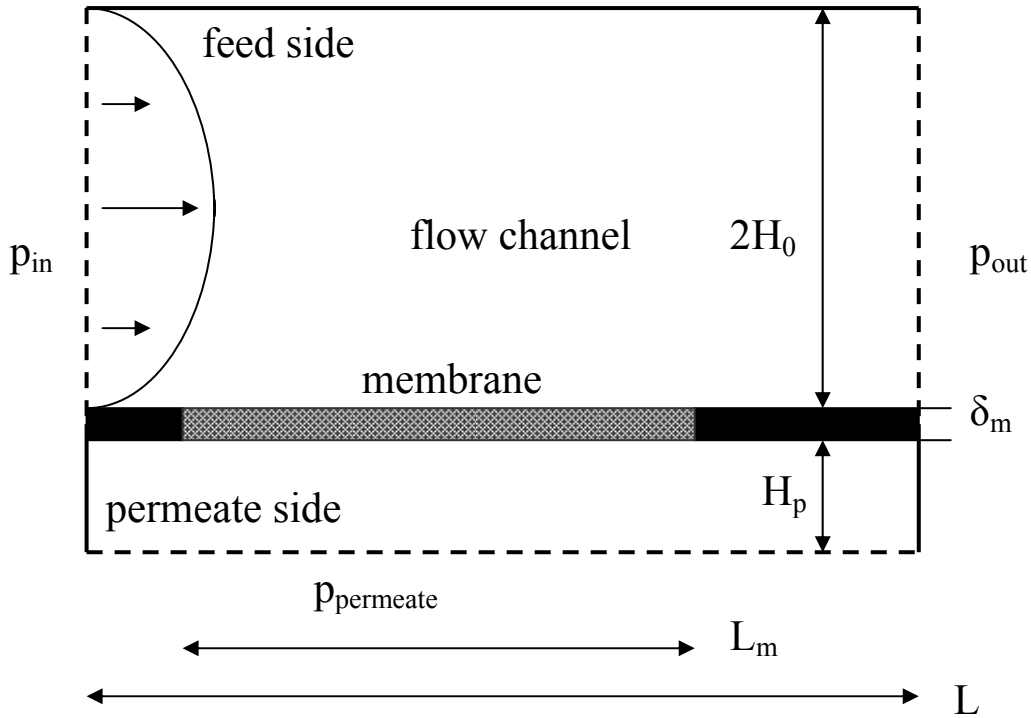 feed side
p_in
flow channel
2H_0
p_out
membrane
δ_m
permeate side
H_p
p_permeate
L_m
L